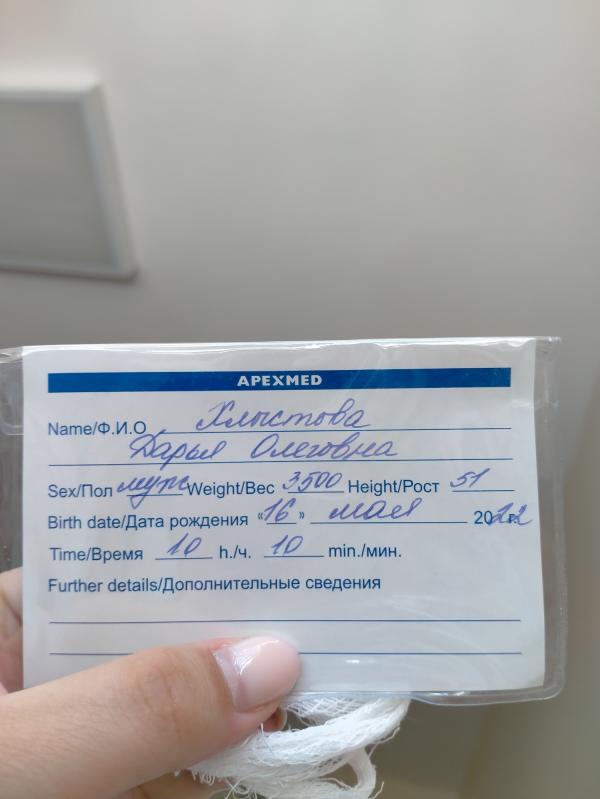 APEXMED
Name/Ф.И.О Хлыстова
Дарья Олеговна
Sex/Пол муж Weight/Вес 3500 Height/Рост 51
Birth date/Дата рождения «16» мая 2022
Time/Время 10 h./ч. 10 min./мин.
Further details/Дополнительные сведения